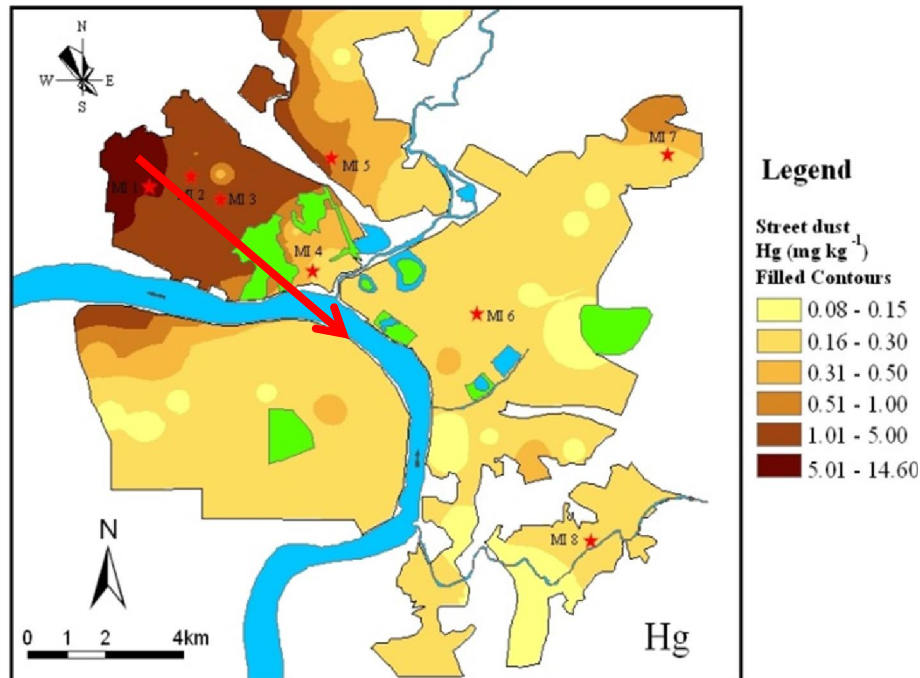 N
W E
S
MI 7
MI 5
MI 1
MI 2
MI 3
MI 4
MI 6
MI 8
N
0 1 2 4km
Hg
Legend
Street dust
Hg (mg kg⁻¹)
Filled Contours
0.08 - 0.15
0.16 - 0.30
0.31 - 0.50
0.51 - 1.00
1.01 - 5.00
5.01 - 14.60